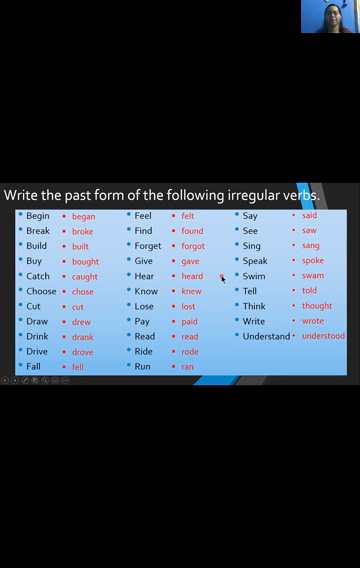 Write the past form of the following irregular verbs.
Begin began
Break broke
Build built
Buy bought
Catch caught
Choose chose
Cut cut
Draw drew
Drink drank
Drive drove
Fall fell
Feel felt
Find found
Forget forgot
Give gave
Hear heard
Know knew
Lose lost
Pay paid
Read read
Ride rode
Run ran
Say said
See saw
Sing sang
Speak spoke
Swim swam
Tell told
Think thought
Write wrote
Understand understood